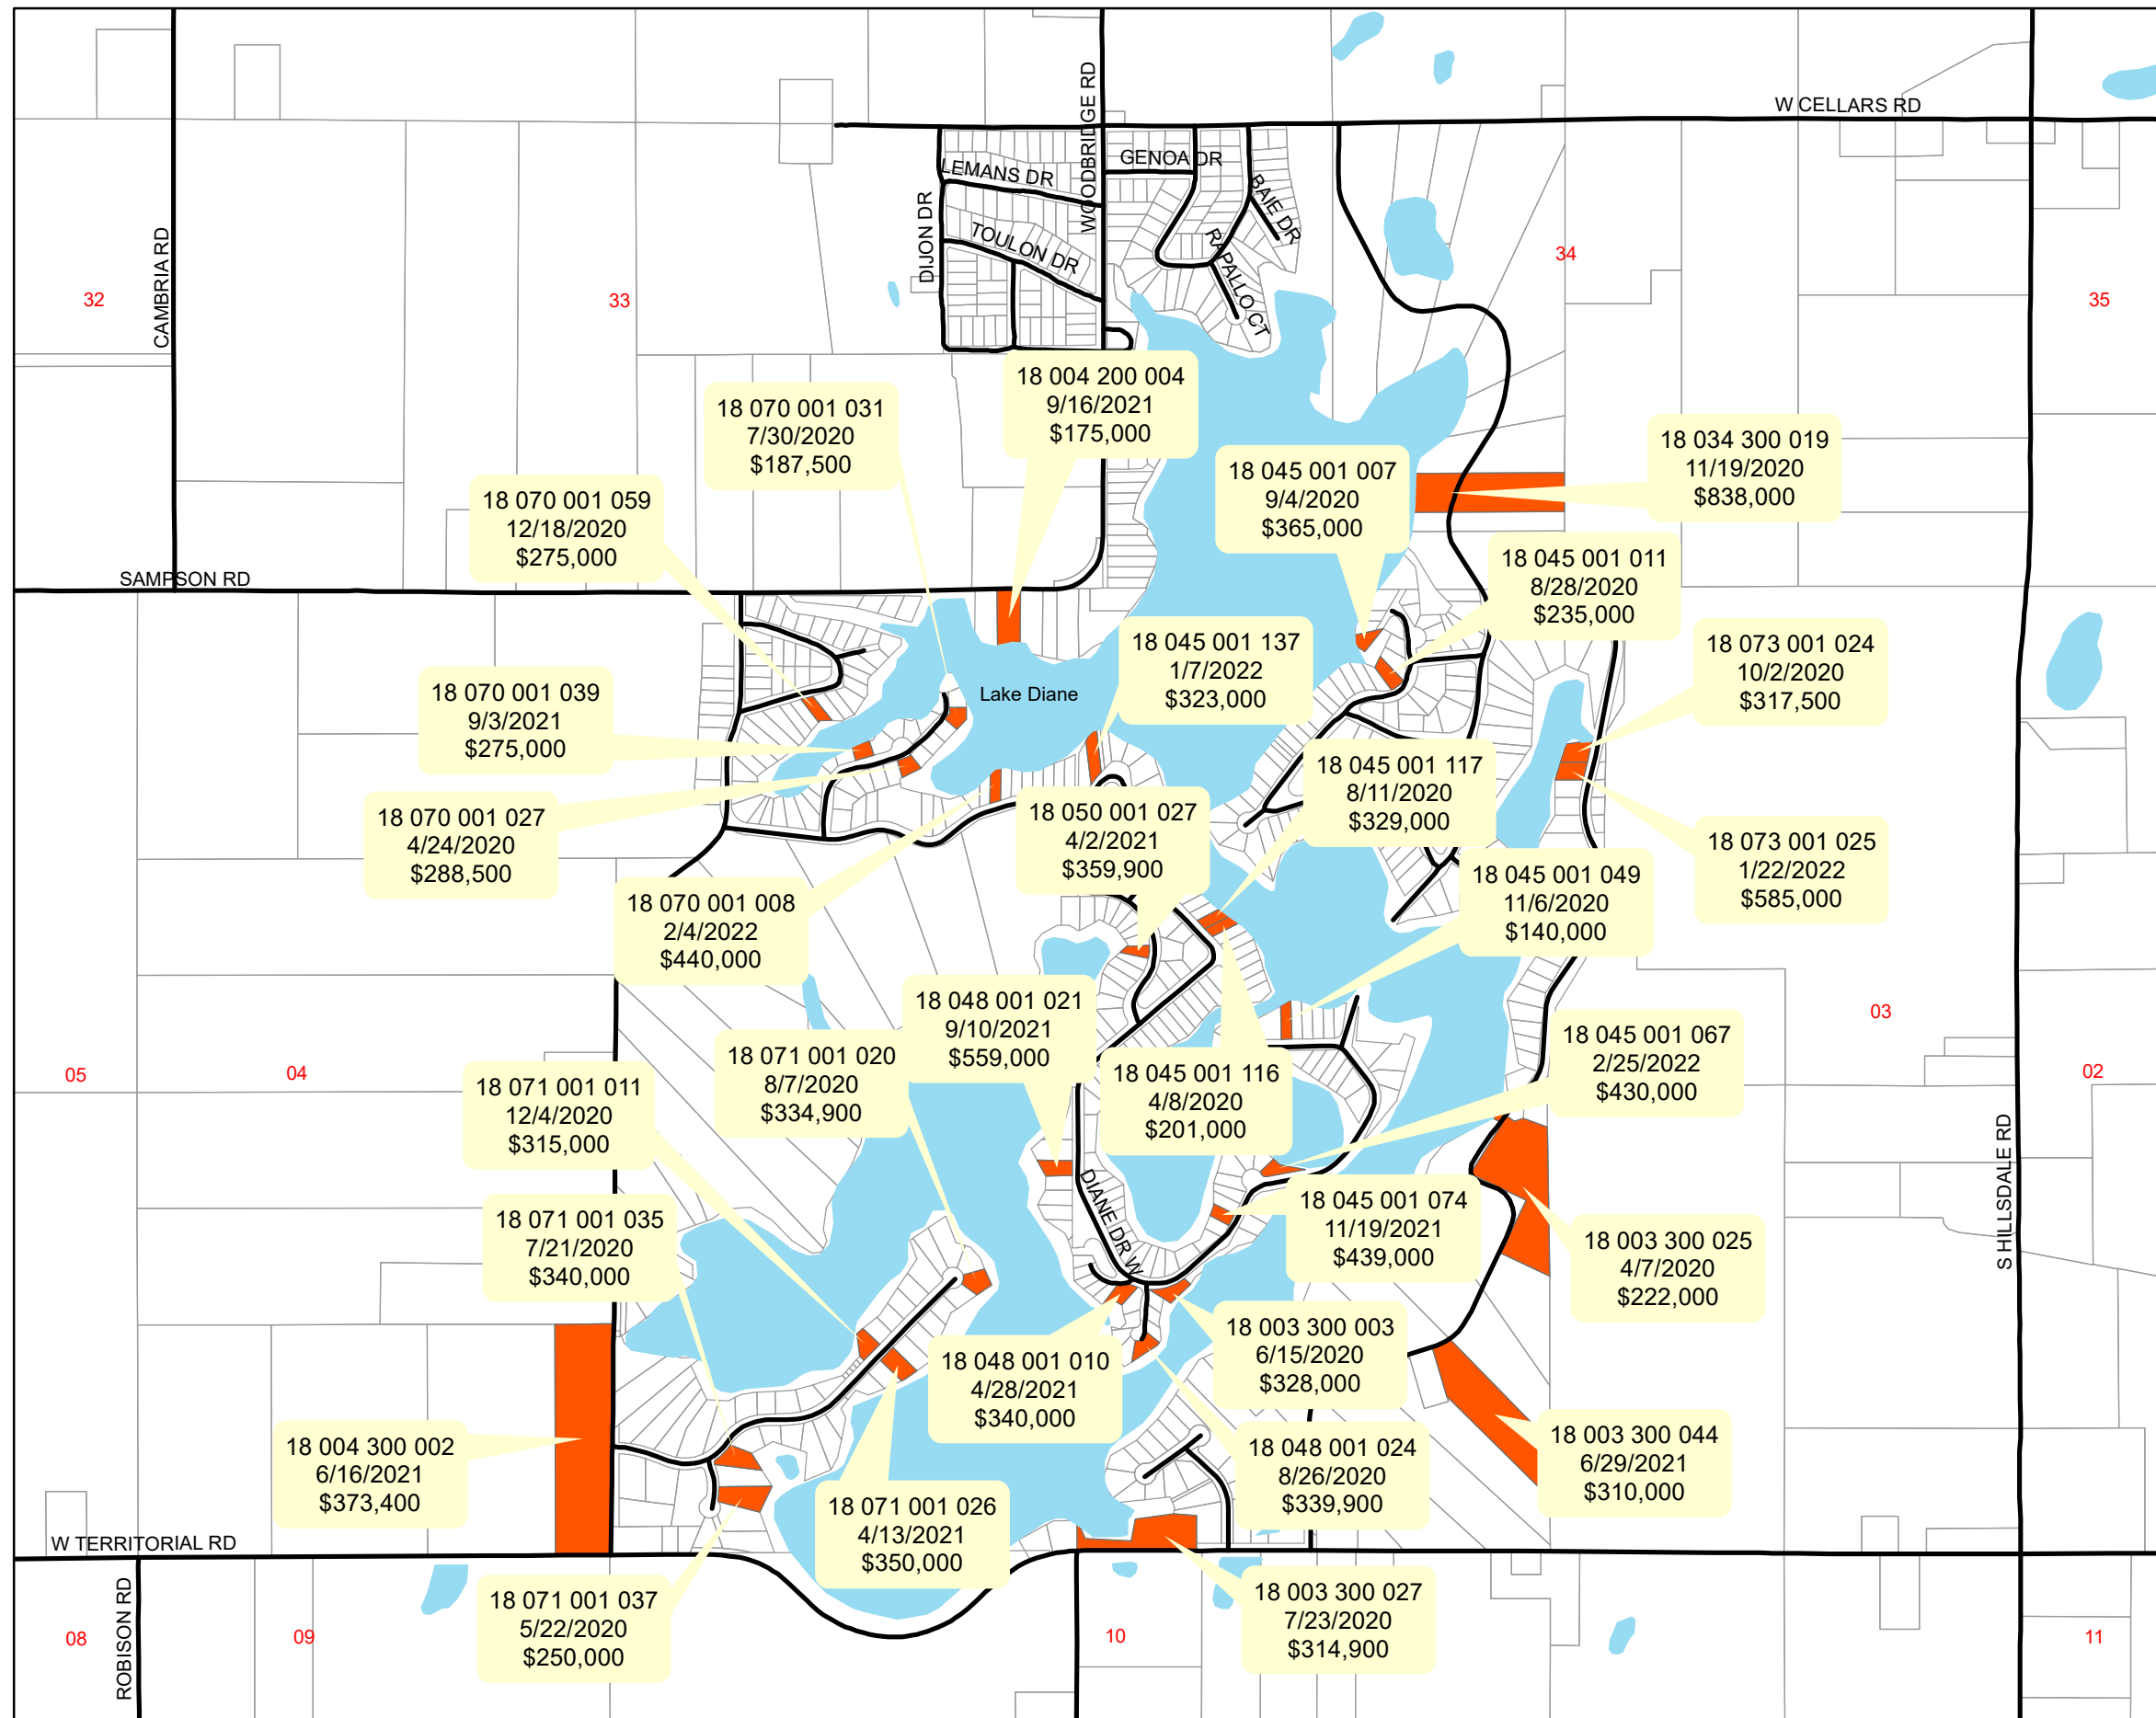 W CELLARS RD
WOODBRIDGE RD
GENOA DR
LEMANS DR
BAIE DR
DIJON DR
TOULON DR
RAPALLO CT
CAMBRIA RD
34
32
33
35
18 004 200 004
9/16/2021
$175,000
18 070 001 031
7/30/2020
$187,500
18 034 300 019
11/19/2020
$838,000
18 045 001 007
9/4/2020
$365,000
18 070 001 059
12/18/2020
$275,000
18 045 001 011
8/28/2020
$235,000
SAMPSON RD
18 045 001 137
1/7/2022
$323,000
18 073 001 024
10/2/2020
$317,500
Lake Diane
18 070 001 039
9/3/2021
$275,000
18 045 001 117
8/11/2020
$329,000
18 070 001 027
4/24/2020
$288,500
18 050 001 027
4/2/2021
$359,900
18 073 001 025
1/22/2022
$585,000
18 045 001 049
11/6/2020
$140,000
18 070 001 008
2/4/2022
$440,000
18 048 001 021
9/10/2021
$559,000
03
18 045 001 067
2/25/2022
$430,000
18 071 001 020
8/7/2020
$334,900
05
04
02
18 071 001 011
12/4/2020
$315,000
18 045 001 116
4/8/2020
$201,000
S HILLSDALE RD
DIANE DR W
18 045 001 074
11/19/2021
$439,000
18 071 001 035
7/21/2020
$340,000
18 003 300 025
4/7/2020
$222,000
18 003 300 003
6/15/2020
$328,000
18 048 001 010
4/28/2021
$340,000
18 003 300 044
6/29/2021
$310,000
18 004 300 002
6/16/2021
$373,400
18 048 001 024
8/26/2020
$339,900
18 071 001 026
4/13/2021
$350,000
W TERRITORIAL RD
18 003 300 027
7/23/2020
$314,900
18 071 001 037
5/22/2020
$250,000
ROBISON RD
08
09
10
11